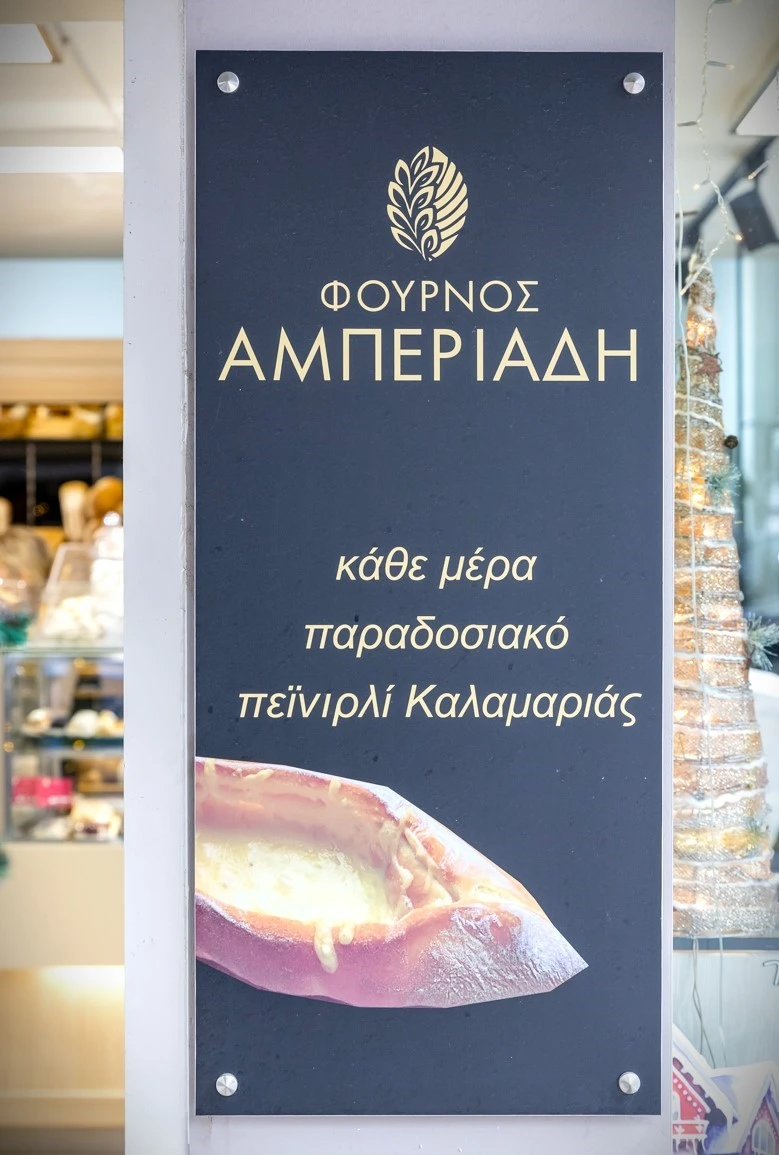 ΦΟΥΡΝΟΣ
ΑΜΠΕΡΙΑΔΗ
κάθε μέρα
παραδοσιακό
πεϊνιρλί Καλαμαριάς